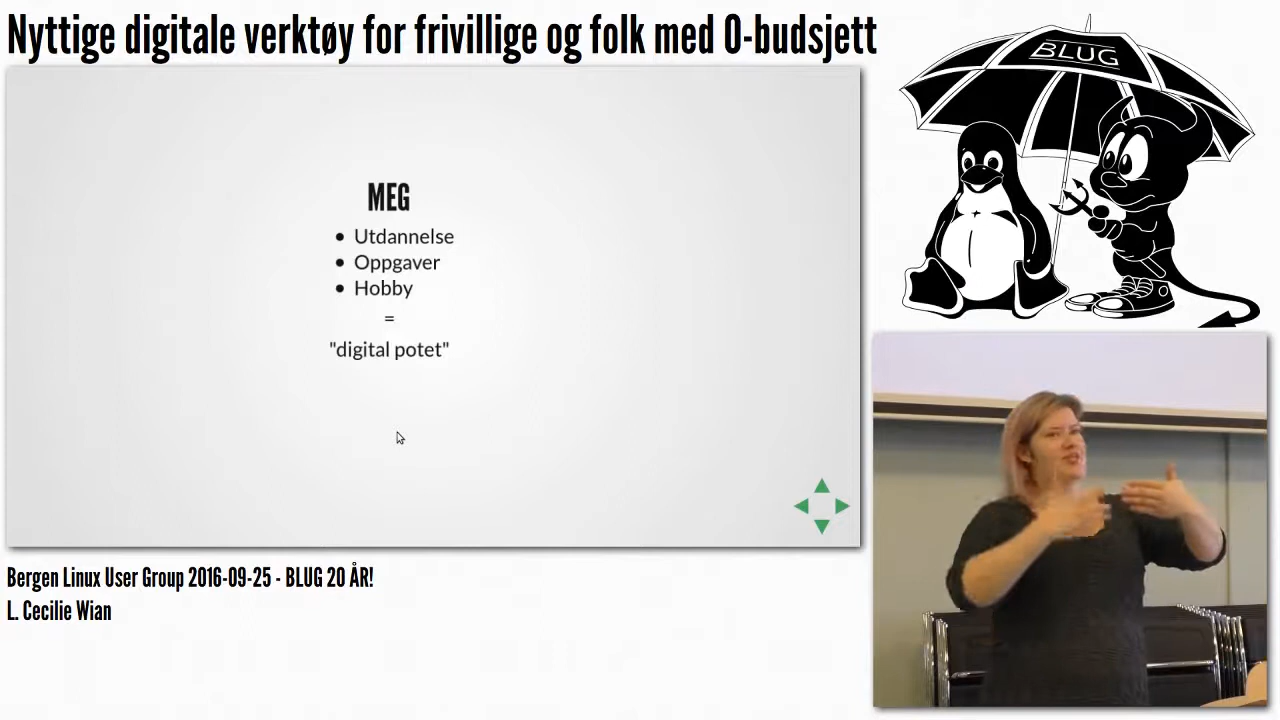 Nyttige digitale verktøy for frivillige og folk med 0-budsjett
BLUG
MEG
• Utdannelse
• Oppgaver
• Hobby
=
"digital potet"
Bergen Linux User Group 2016-09-25 - BLUG 20 ÅR!
L. Cecilie Wian